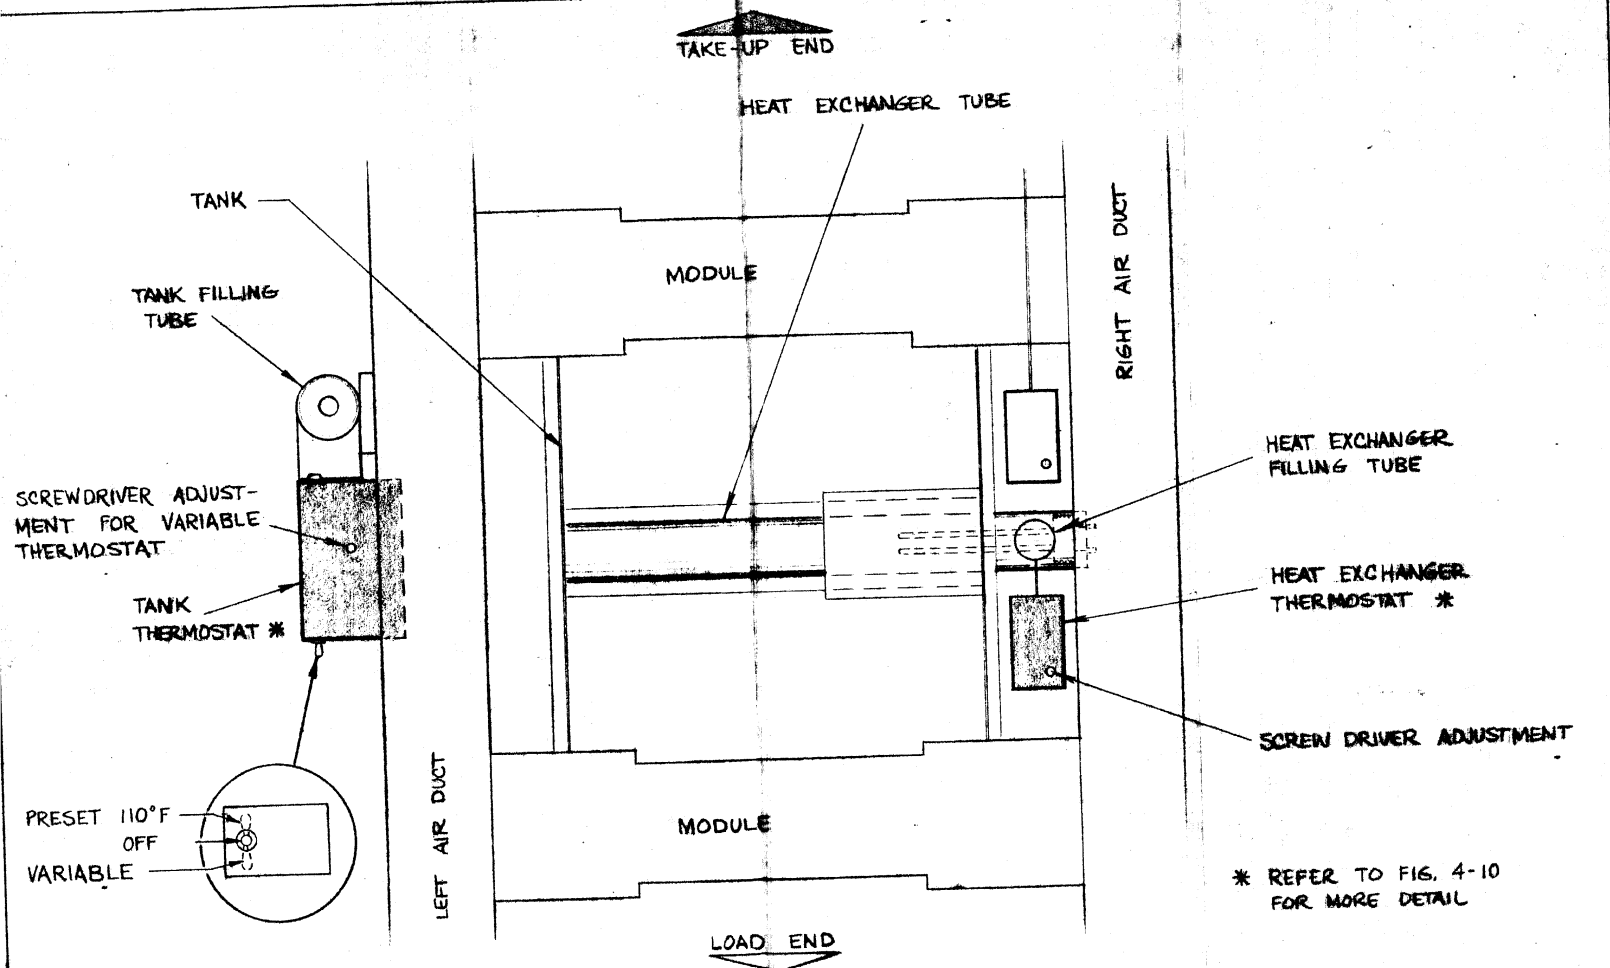 TAKE-UP END
HEAT EXCHANGER TUBE
TANK
MODULE
RIGHT AIR DUCT
TANK FILLING
TUBE
HEAT EXCHANGER
FILLING TUBE
SCREWDRIVER ADJUST-
MENT FOR VARIABLE
THERMOSTAT
TANK
THERMOSTAT *
HEAT EXCHANGER
THERMOSTAT *
SCREW DRIVER ADJUSTMENT
PRESET 110°F
OFF
VARIABLE
LEFT AIR DUCT
MODULE
* REFER TO FIG. 4-10
FOR MORE DETAIL
LOAD END